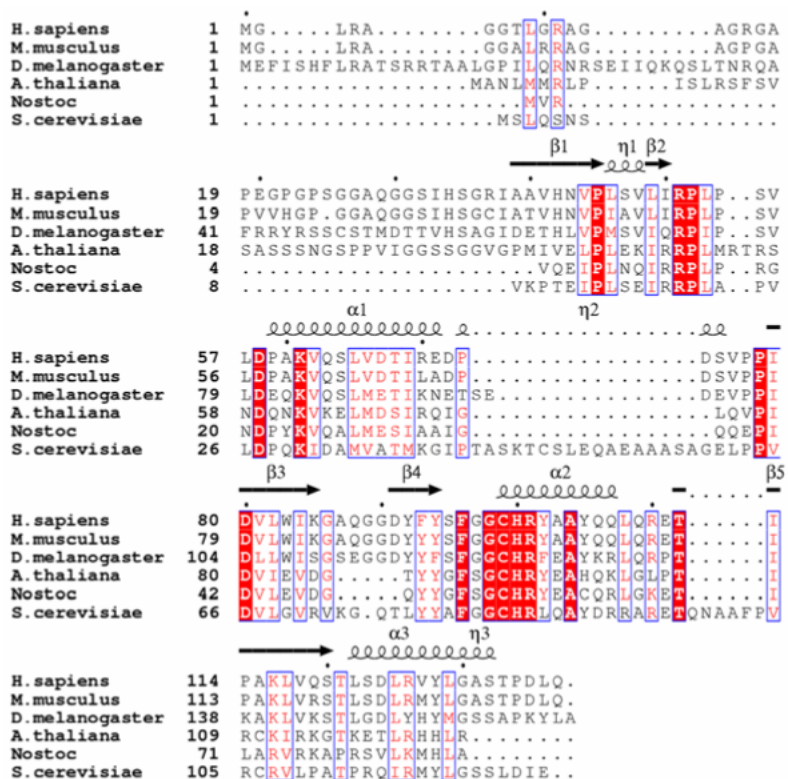 H.sapiens 1 MG.....LRA........GGTLGRAG.........AGRGA
M.musculus 1 MG.....LRA........GGALRRAG.........AGPGA
D.melanogaster 1 MEFISHFLRATSRRTAALGPILQRNRSEIIQKQSLTNRQA
A.thaliana 1 .................MANLMMRLP......ISLRSFSV
Nostoc 1 .....................MVR................
S.cerevisiae 1 ...................MSLQSNS..............
β1 η1 β2
H.sapiens 19 PEGPGPSGGAQGGSIHSGRIAAVHNVPLSVLIRPLP..SV
M.musculus 19 PVVHGP.GGAQGGSIHSGCIATVHNVPIAVLIRPLP..SV
D.melanogaster 41 FRRYRSSCSTMDTTVHSAGIDETHLVPMSVIQRPIP..SV
A.thaliana 18 SASSSNGSPPVIGGSSGGVGPMIVELPLEKIRRPLMRTRS
Nostoc 4 ......................VQEIPLNQIRRPLP..RG
S.cerevisiae 8 ....................VKPTEIPLSEIRRPLA..PV
α1 η2
H.sapiens 57 LDPAKVQSLVDTIREDP.................DSVPPI
M.musculus 56 LDPAKVQSLVDTILADP.................DSVPPI
D.melanogaster 79 LDEQKVQSLMETIKNETSE...............DEVPPI
A.thaliana 58 NDQNKVKELMDSIRQIG..................LQVPI
Nostoc 20 NDPYKVQALMESIAAIG..................QQEPI
S.cerevisiae 26 LDPQKIDAMVATMKGIPTASKTCSLEQAEAAASAGELPPV
β3 β4 α2 β5
H.sapiens 80 DVLWIKGAQGGDYFYSFGGCHRYAAYQQLQRET......I
M.musculus 79 DVLWIKGAQGGDYFYSFGGCHRYAAYQQLQRET......I
D.melanogaster 104 DLLWISGSEGGDYYFSFGGCHRFEAYKRLQRPT......I
A.thaliana 80 DVIEVDG.....TYYGFSGCHRYEAHQKLGLPT......I
Nostoc 42 DVLEVDG.....QYYGFSGCHRYEACQRLGKET......I
S.cerevisiae 66 DVLGVRVKG.QTLYYAFGGCHRLQAYDRRARETQNAAFPV
α3 η3
H.sapiens 114 PAKLVQSTLSDLRVYLGASTPDLQ.
M.musculus 113 PAKLVRSTLSDLRMYLGASTPDLQ.
D.melanogaster 138 KAKLVKSTLGDLYHYMGSSAPKYLA
A.thaliana 109 RCKIRKGTKETLRHHLR........
Nostoc 71 LARVRKAPRSVLKMHLA........
S.cerevisiae 105 RCRVLPATPRQIRMYLGSSLDIE..